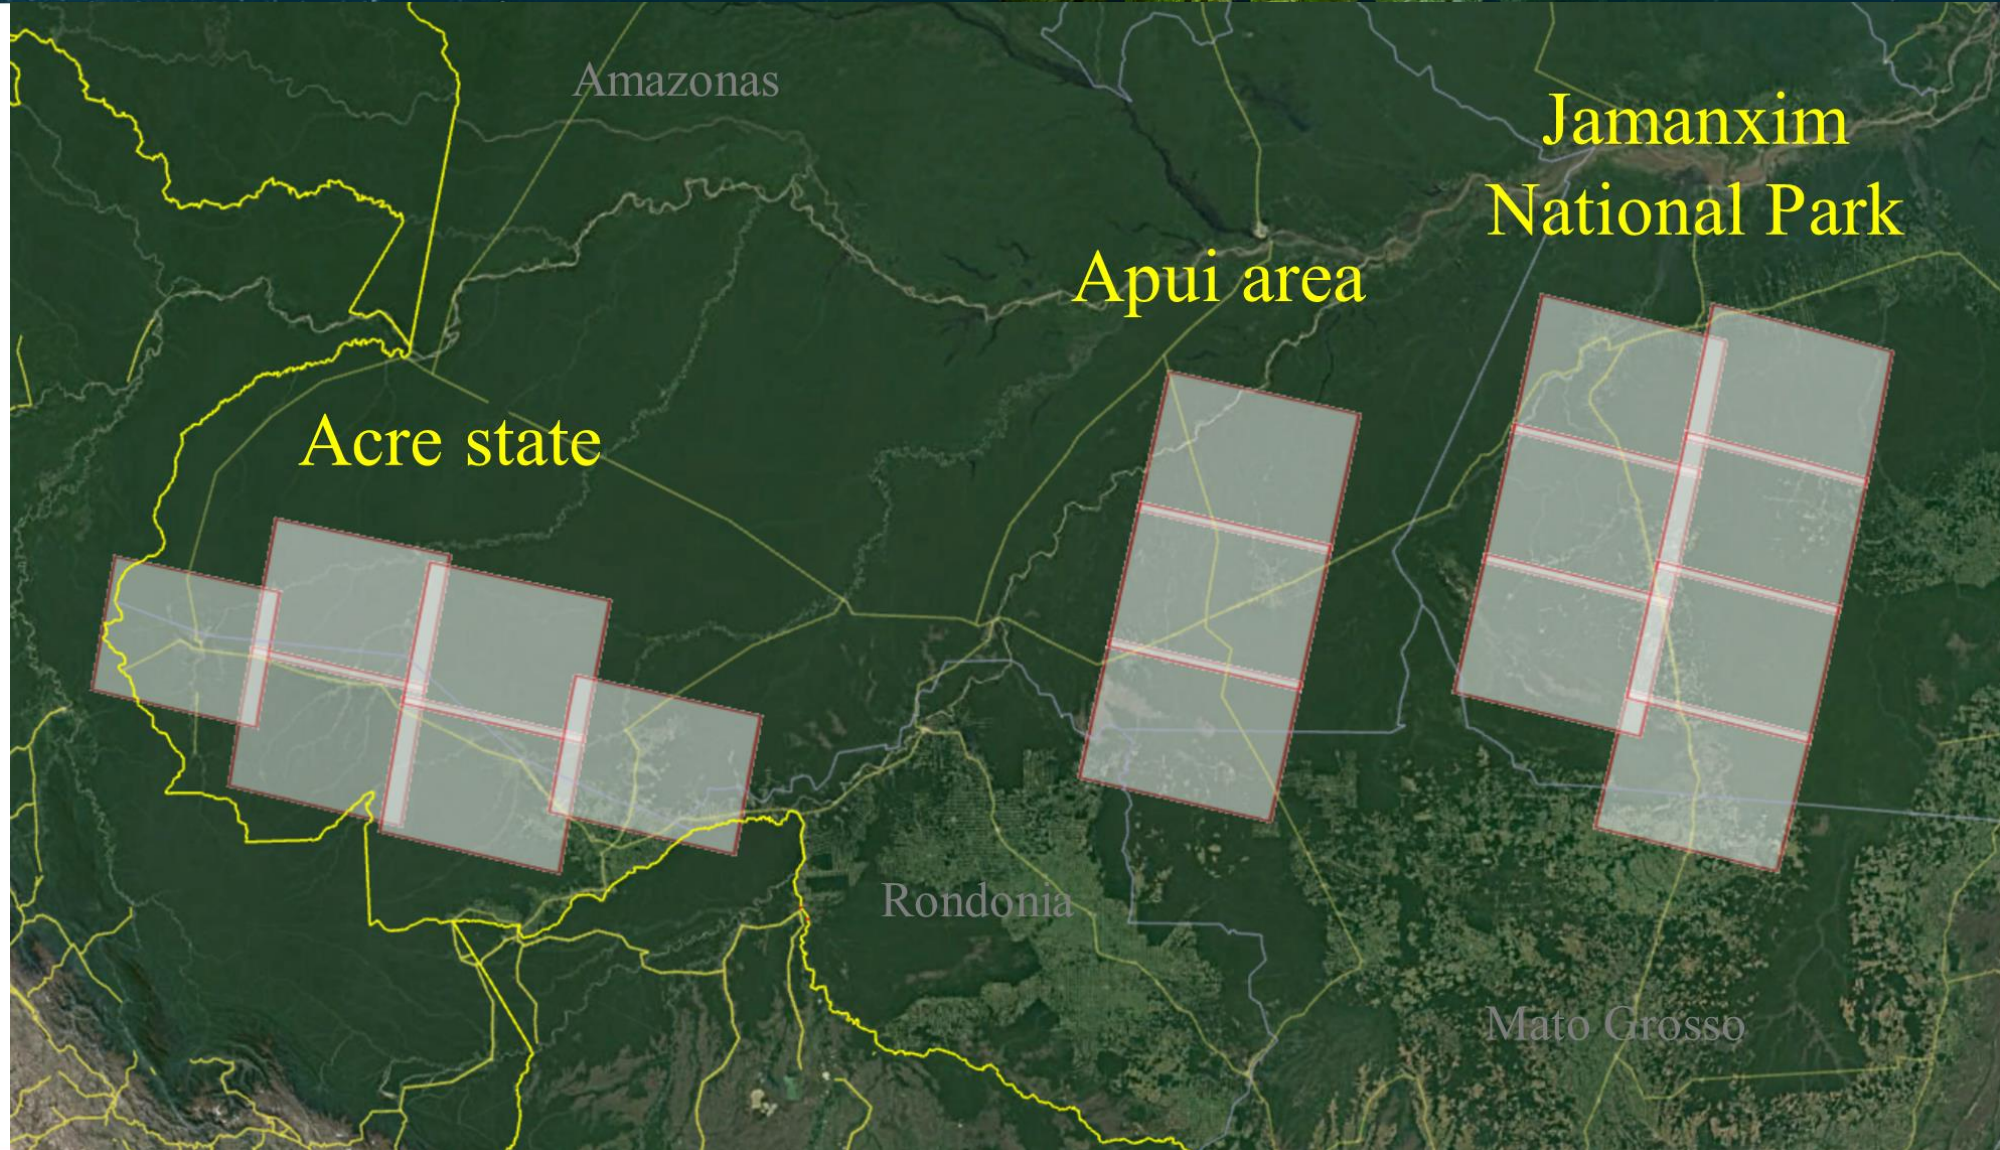 Amazonas
Jamanxim
National Park
Apui area
Acre state
Rondonia
Mato Grosso